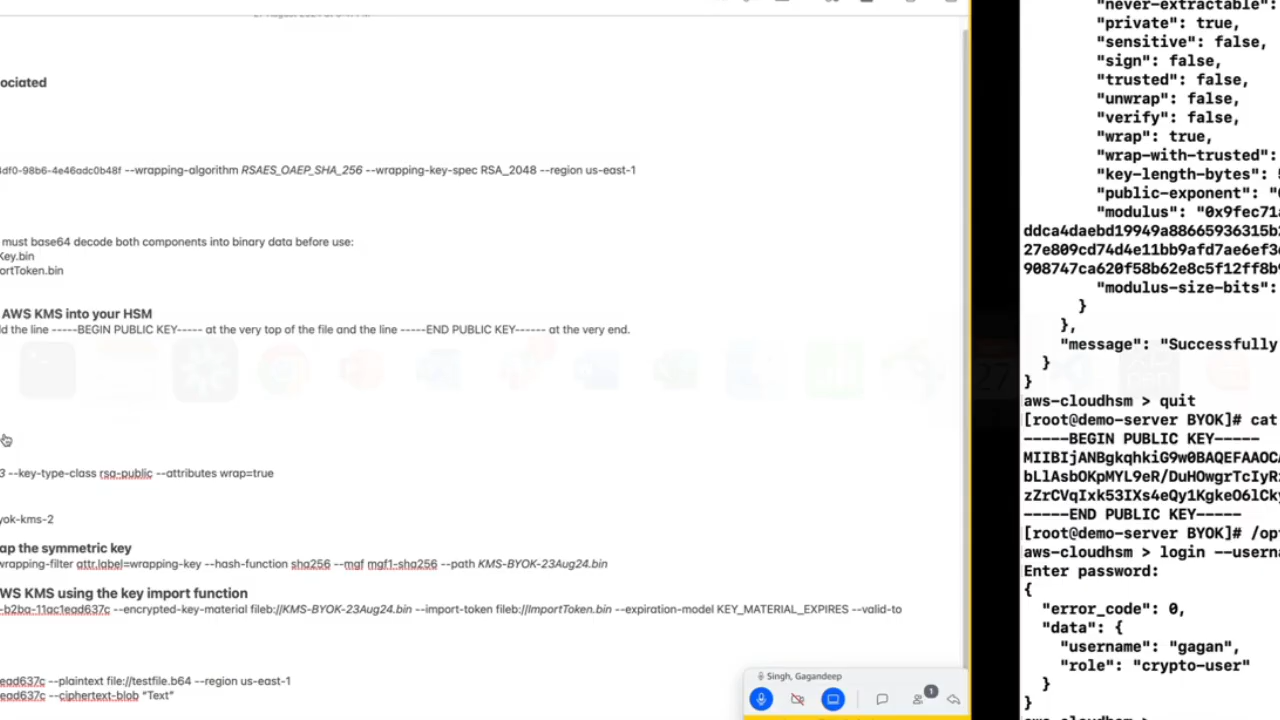 ociated
4df0-98b6-4e46adc0b48f --wrapping-algorithm RSAES_OAEP_SHA_256 --wrapping-key-spec RSA_2048 --region us-east-1
must base64 decode both components into binary data before use:
Key.bin
ortToken.bin
AWS KMS into your HSM
dd the line -----BEGIN PUBLIC KEY----- at the very top of the file and the line -----END PUBLIC KEY------ at the very end.
3 --key-type-class rsa-public --attributes wrap=true
yok-kms-2
ap the symmetric key
wrapping-filter attr.label=wrapping-key --hash-function sha256 --mgf mgf1-sha256 --path KMS-BYOK-23Aug24.bin
WS KMS using the key import function
-b2ba-11ac1ead637c --encrypted-key-material fileb://KMS-BYOK-23Aug24.bin --import-token fileb://ImportToken.bin --expiration-model KEY_MATERIAL_EXPIRES --valid-to
ead637c --plaintext file://testfile.b64 --region us-east-1
ead637c --ciphertext-blob "Text"
Singh, Gagandeep
1
27
"never-extractable":
"private": true,
"sensitive": false,
"sign": false,
"trusted": false,
"unwrap": false,
"verify": false,
"wrap": true,
"wrap-with-trusted":
"key-length-bytes":
"public-exponent": "
"modulus": "0x9fec71
ddca4daebd19949a88665936315b
27e809cd74d4e11bb9afd7ae6ef3
908747ca620f58b62e8c5f12ff8b
"modulus-size-bits":
}
},
"message": "Successfully
}
}
aws-cloudhsm > quit
[root@demo-server BYOK]# cat
-----BEGIN PUBLIC KEY-----
MIIBIjANBgkqhkiG9w0BAQEFAAOC
bLlAsbOKpMYL9eR/DuHOwgrTcIyR
zZrCVqIxk53IXs4eQy1KgkeO6lCk
-----END PUBLIC KEY-----
[root@demo-server BYOK]# /op
aws-cloudhsm > login --usern
Enter password:
{
"error_code": 0,
"data": {
"username": "gagan",
"role": "crypto-user"
}
}
aws-cloudhsm >